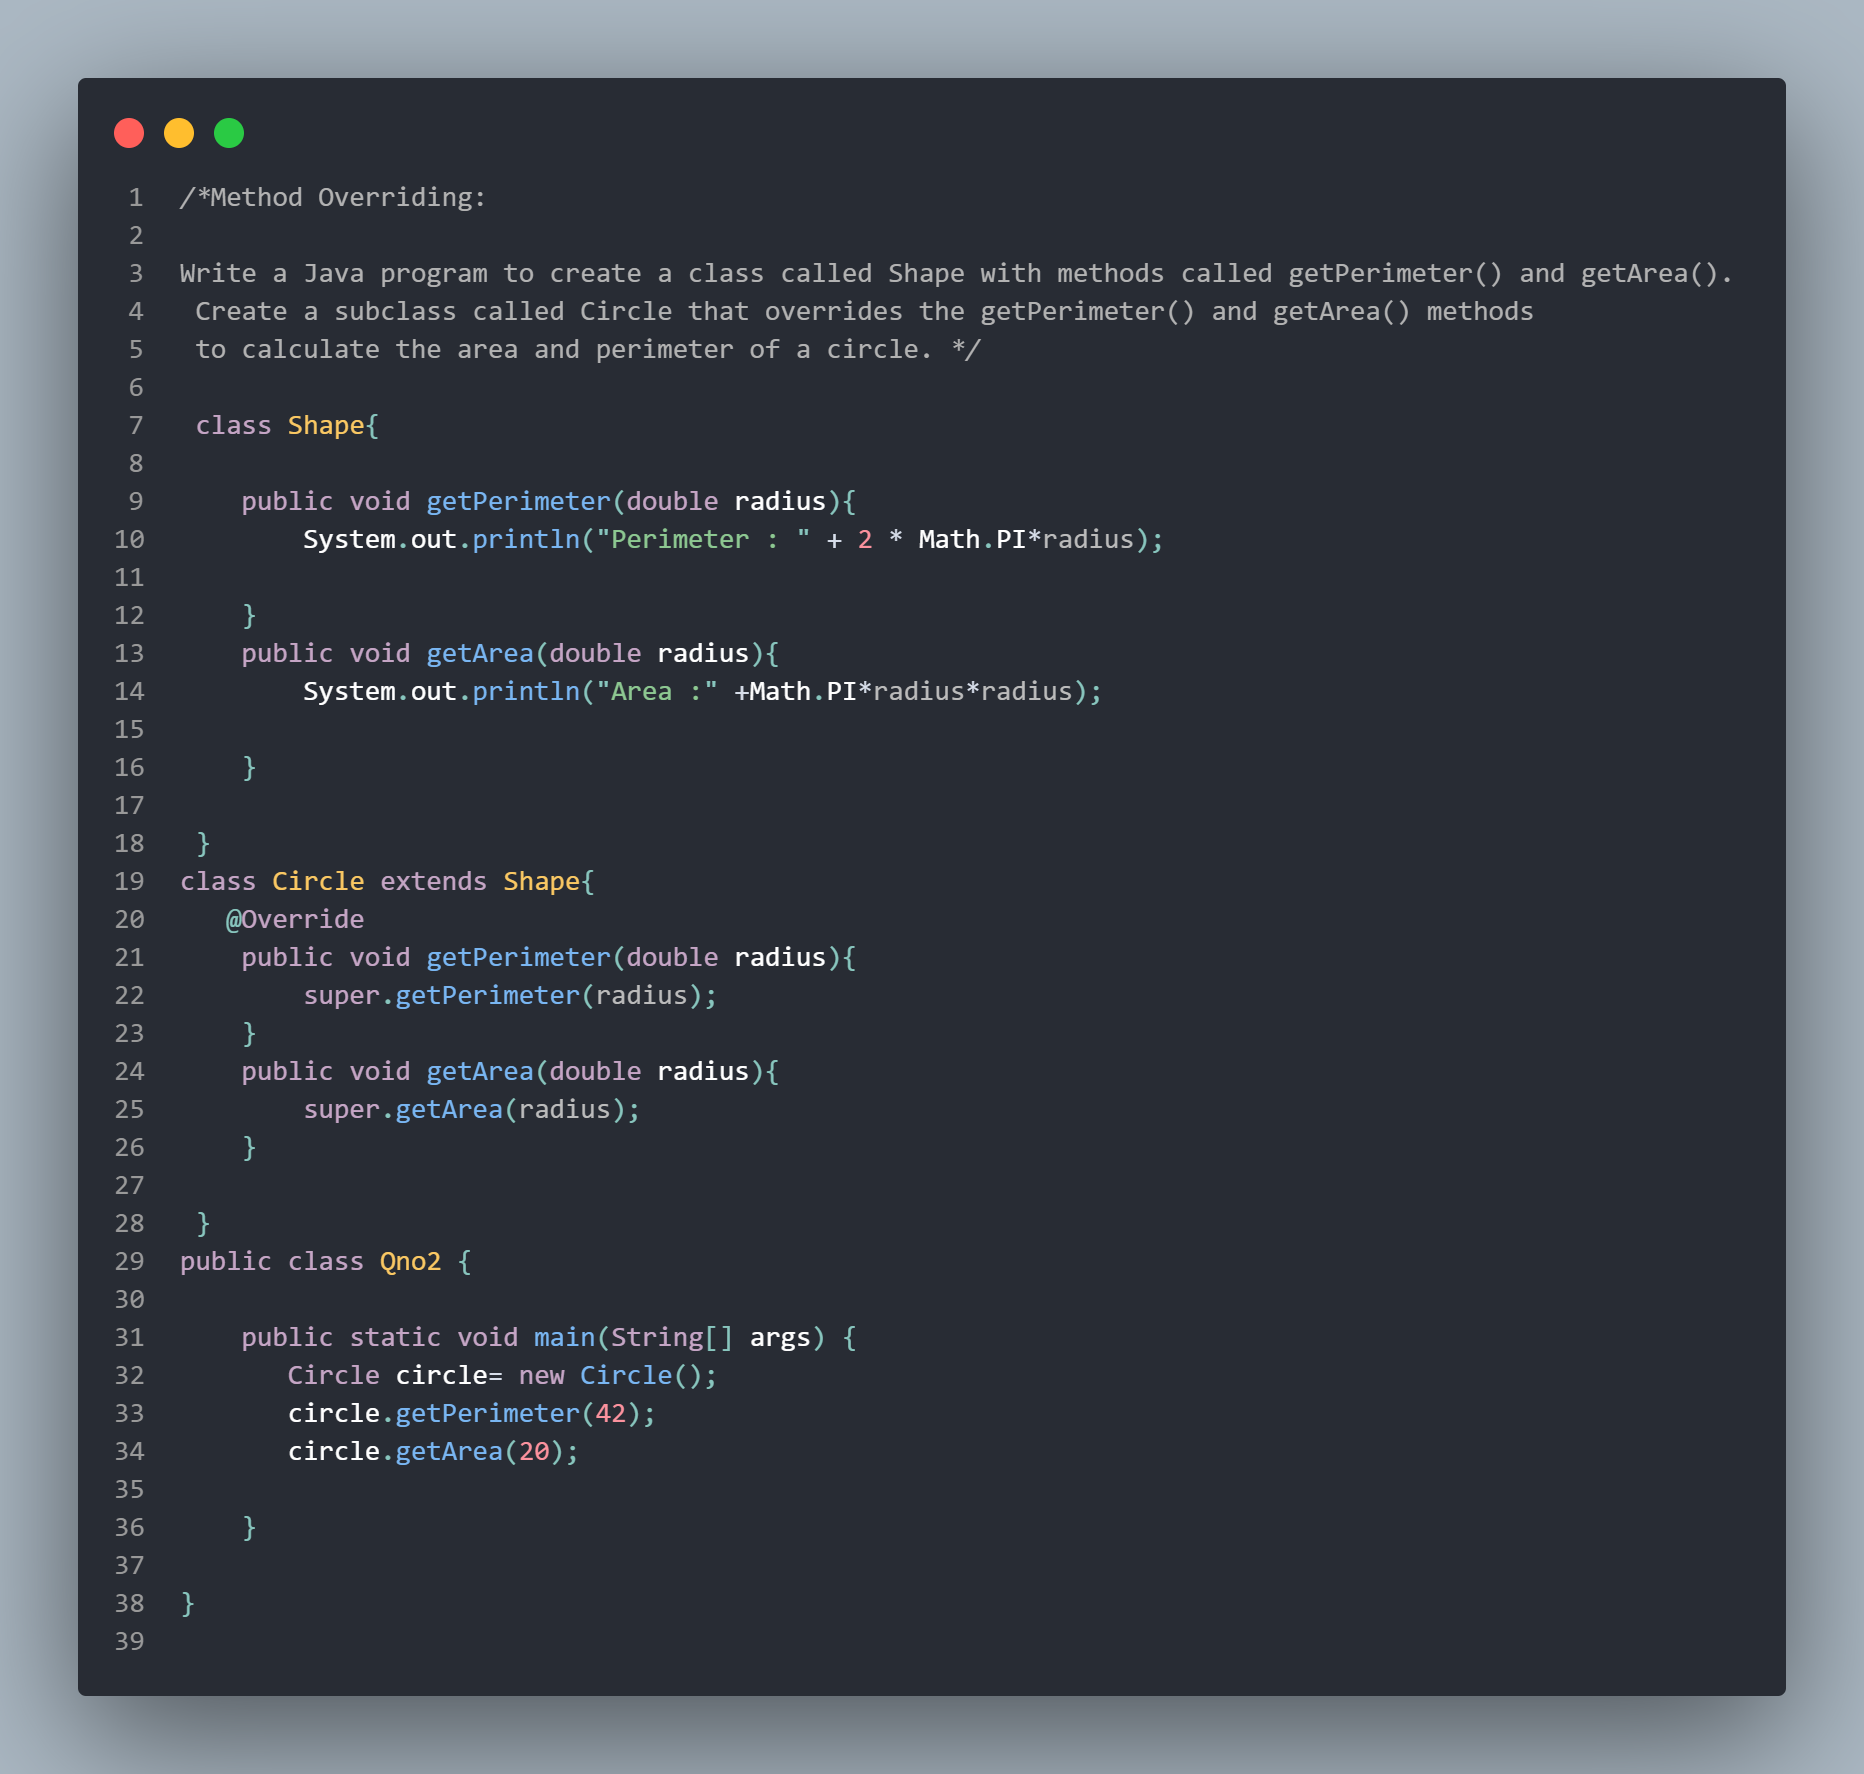 1 /*Method Overriding:
2
3 Write a Java program to create a class called Shape with methods called getPerimeter() and getArea().
4  Create a subclass called Circle that overrides the getPerimeter() and getArea() methods
5  to calculate the area and perimeter of a circle. */
6
7  class Shape{
8
9     public void getPerimeter(double radius){
10         System.out.println("Perimeter : " + 2 * Math.PI*radius);
11
12     }
13     public void getArea(double radius){
14         System.out.println("Area :" +Math.PI*radius*radius);
15
16     }
17
18  }
19 class Circle extends Shape{
20    @Override
21     public void getPerimeter(double radius){
22         super.getPerimeter(radius);
23     }
24     public void getArea(double radius){
25         super.getArea(radius);
26     }
27
28  }
29 public class Qno2 {
30
31     public static void main(String[] args) {
32        Circle circle= new Circle();
33        circle.getPerimeter(42);
34        circle.getArea(20);
35
36     }
37
38 }
39